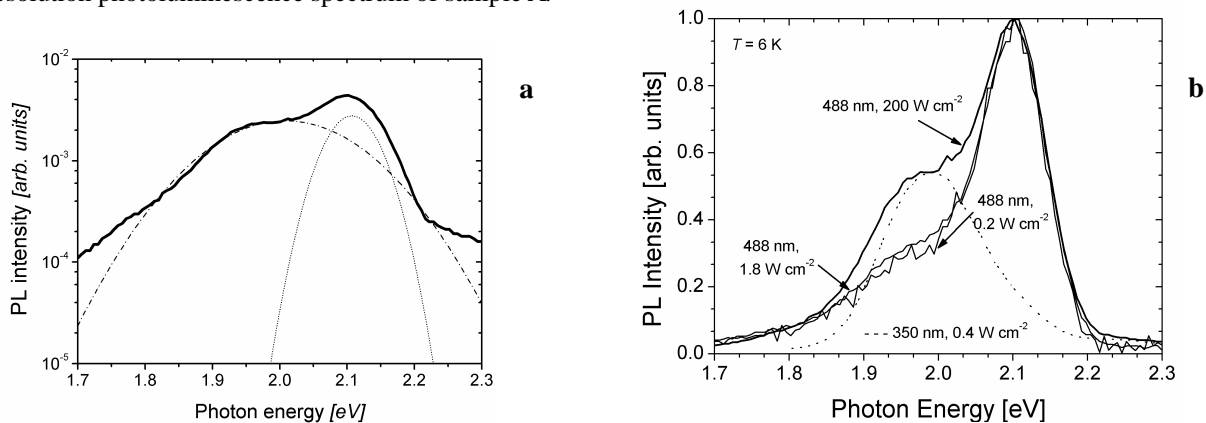 photoluminescence spectrum of sample
10⁻²
10⁻³
10⁻⁴
10⁻⁵
PL intensity [arb. units]
1.7 1.8 1.9 2.0 2.1 2.2 2.3
Photon energy [eV]
a
1.0
0.8
0.6
0.4
0.2
0.0
PL Intensity [arb. units]
T = 6 K
488 nm, 200 W cm⁻²
488 nm,
0.2 W cm⁻²
488 nm,
1.8 W cm⁻²
350 nm, 0.4 W cm⁻²
1.7 1.8 1.9 2.0 2.1 2.2 2.3
Photon Energy [eV]
b